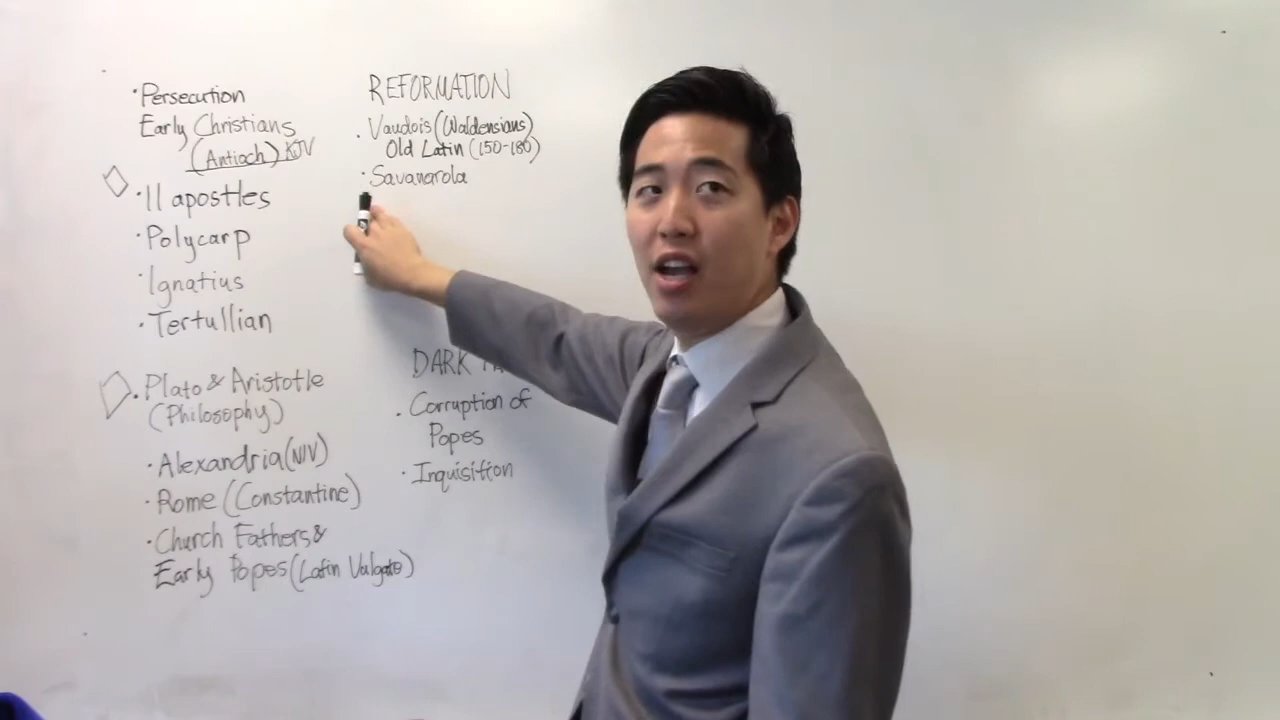 ·Persecution
Early Christians
(Antioch) KJV
·11 apostles
·Polycarp
·Ignatius
·Tertullian
·Plato & Aristotle
(Philosophy)
·Alexandria (NIV)
·Rome (Constantine)
·Church Fathers &
Early Popes (Latin Vulgate)
REFORMATION
·Vaudois (Waldensians)
Old Latin (150-180)
·Savanarola
DARK
·Corruption of
Popes
·Inquisition